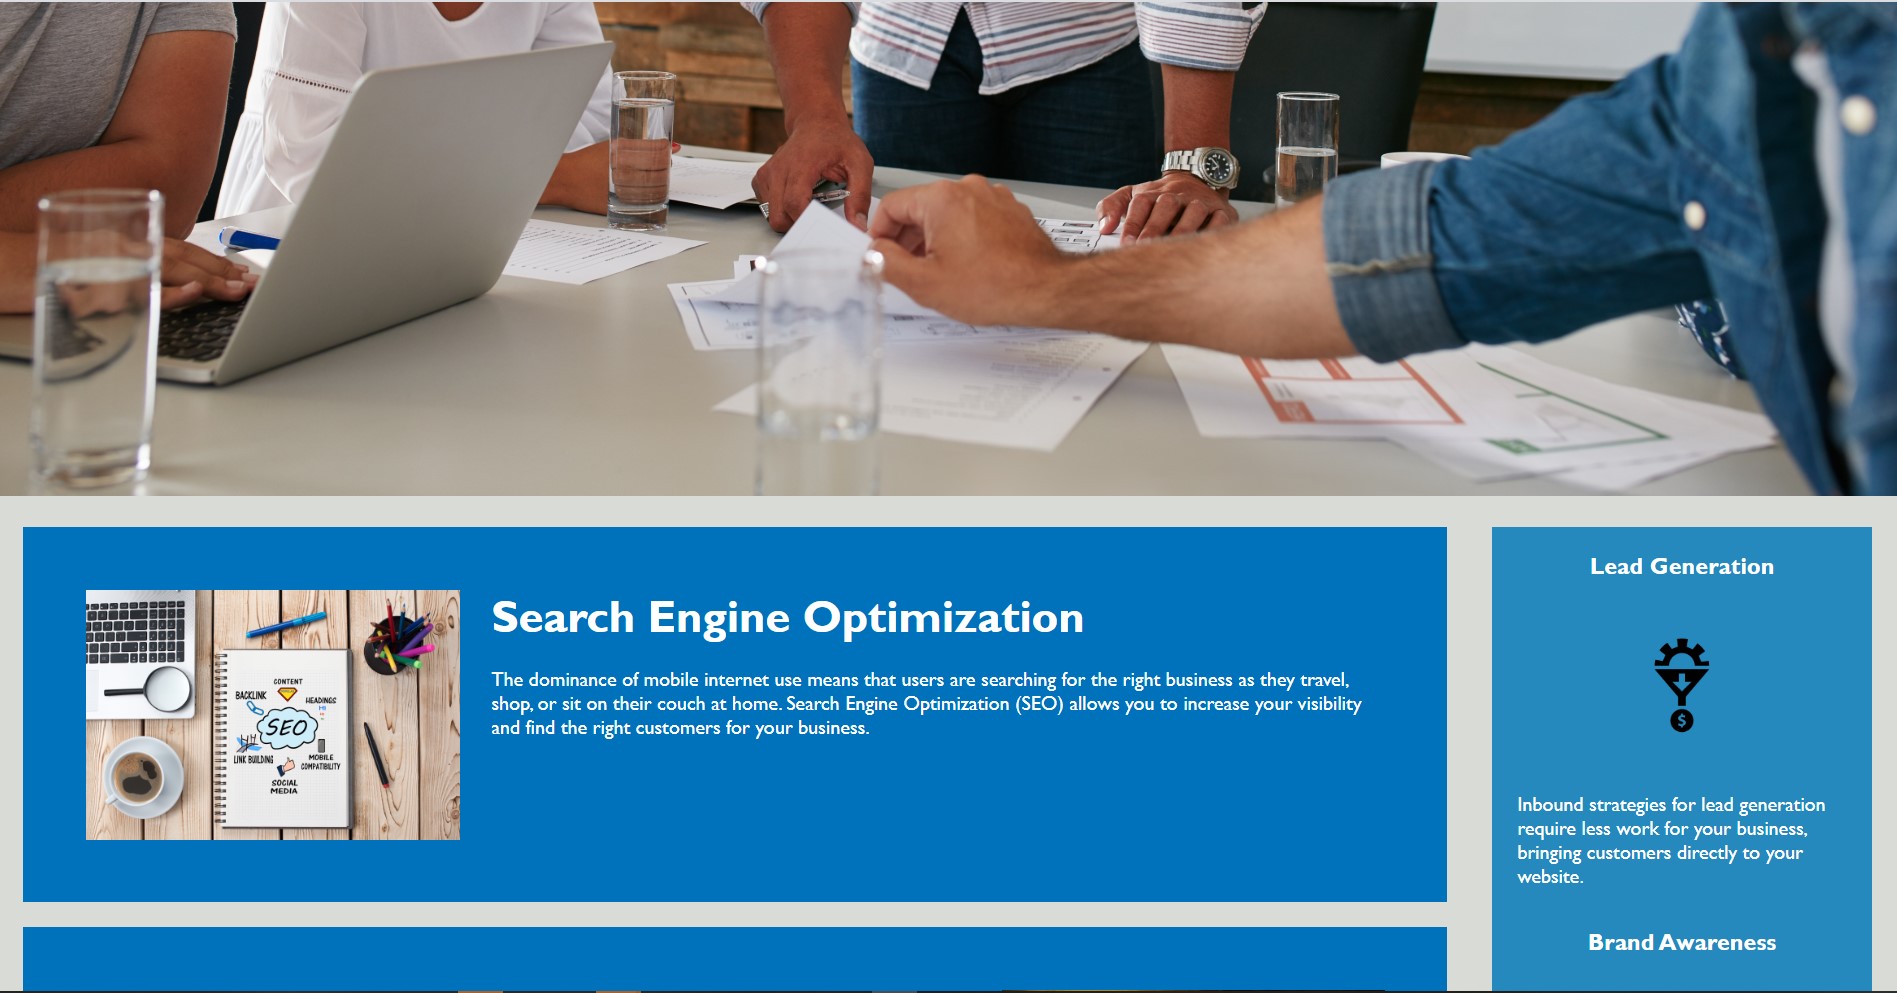 Search Engine Optimization
The dominance of mobile internet use means that users are searching for the right business as they travel,
shop, or sit on their couch at home. Search Engine Optimization (SEO) allows you to increase your visibility
and find the right customers for your business.
CONTENT
BACKLINK
HEADINGS
SEO
LINK BUILDING
MOBILE
COMPATIBILITY
SOCIAL
MEDIA
Lead Generation
$
Inbound strategies for lead generation
require less work for your business,
bringing customers directly to your
website.
Brand Awareness